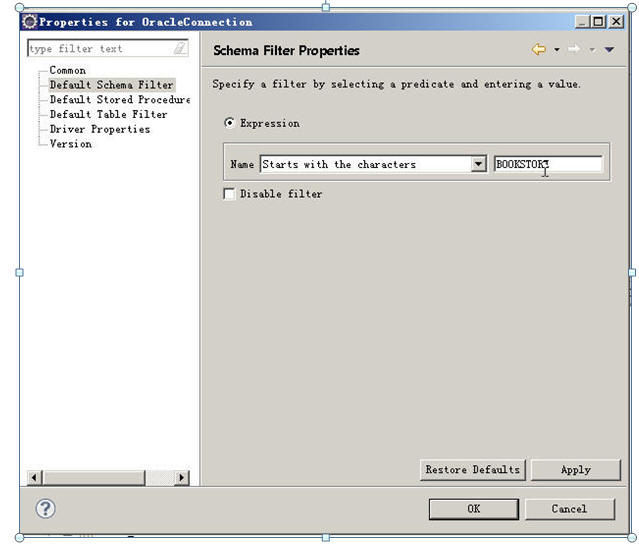 Properties for OracleConnection
type filter text
Common
Default Schema Filter
Default Stored Procedure
Default Table Filter
Driver Properties
Version
Schema Filter Properties
Specify a filter by selecting a predicate and entering a value.
Expression
Name Starts with the characters
Disable filter
Restore Defaults Apply
OK Cancel